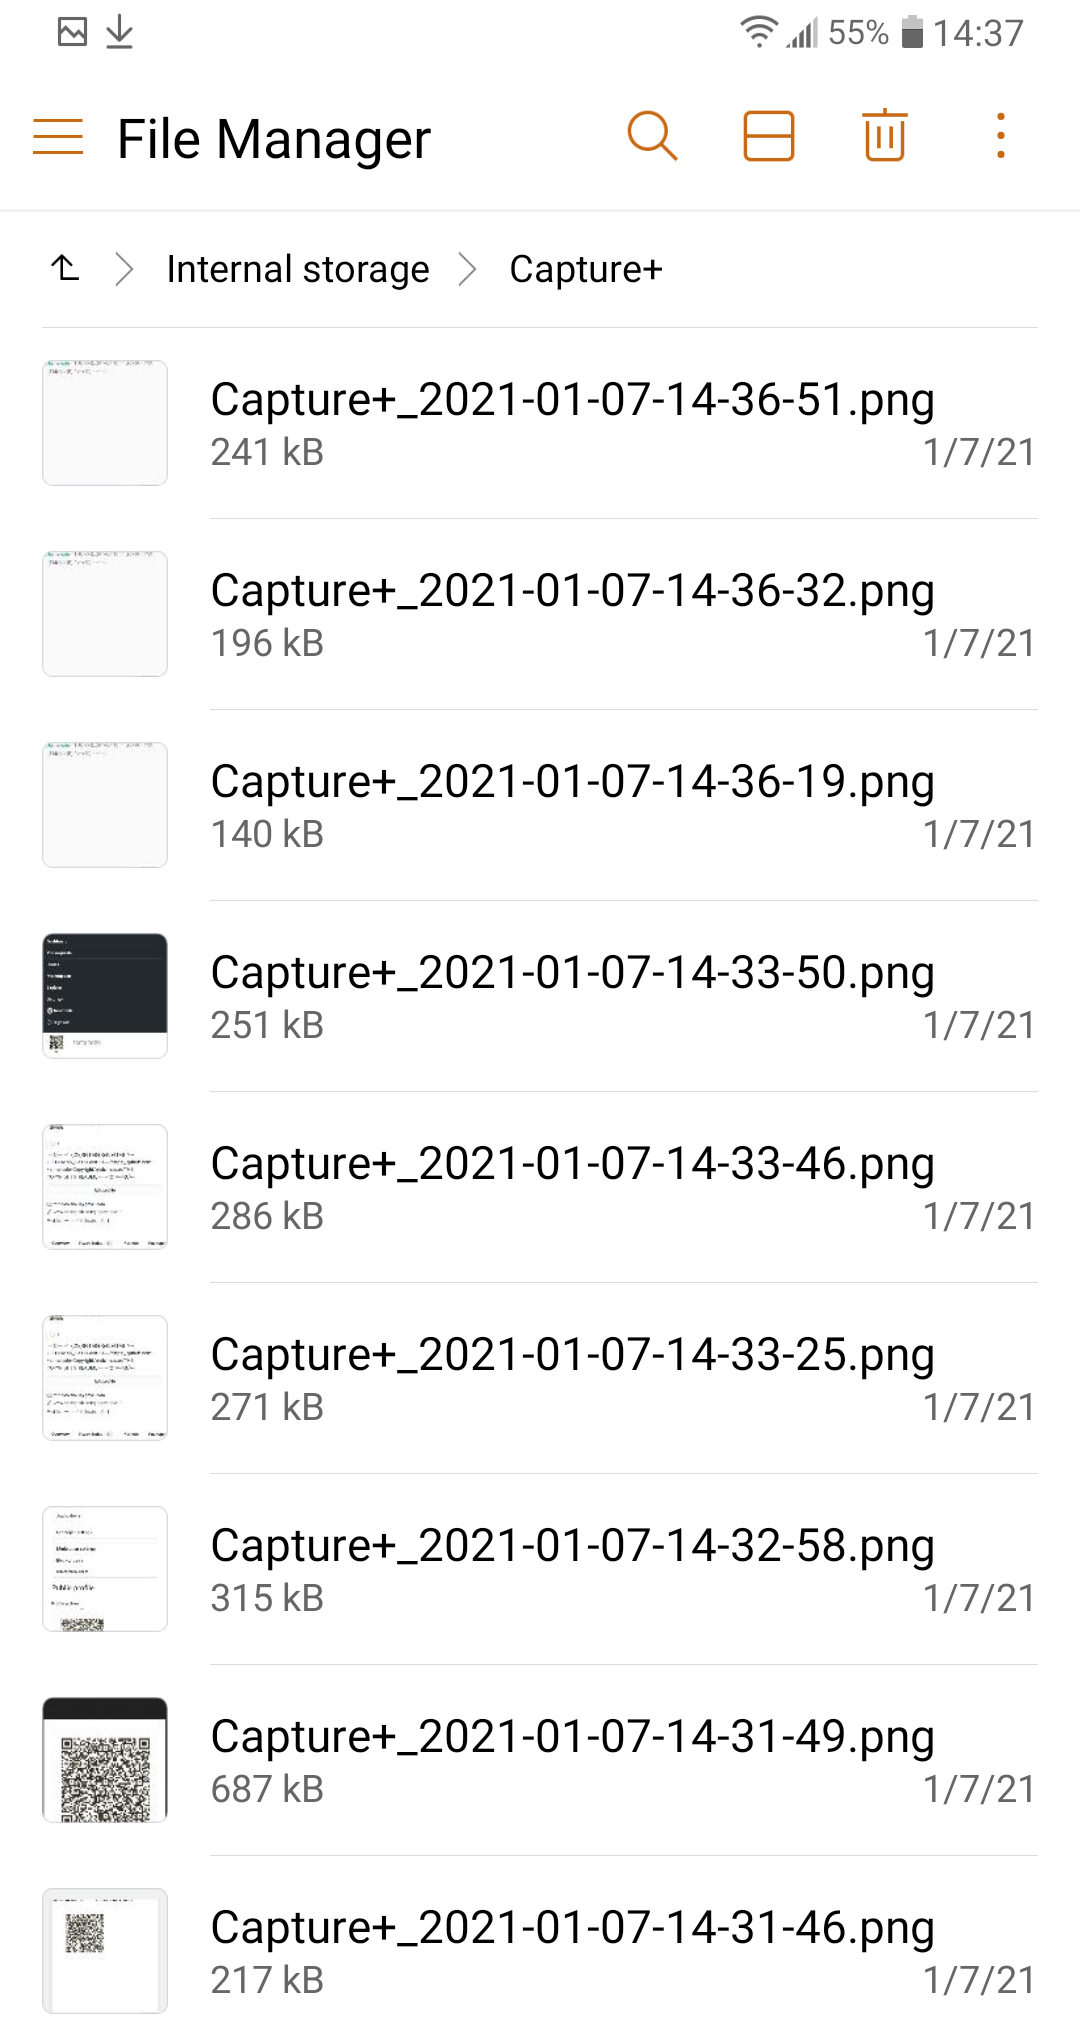 55% 14:37
File Manager
Internal storage Capture+
Capture+_2021-01-07-14-36-51.png
241 kB 1/7/21
Capture+_2021-01-07-14-36-32.png
196 kB 1/7/21
Capture+_2021-01-07-14-36-19.png
140 kB 1/7/21
Capture+_2021-01-07-14-33-50.png
251 kB 1/7/21
Capture+_2021-01-07-14-33-46.png
286 kB 1/7/21
Capture+_2021-01-07-14-33-25.png
271 kB 1/7/21
Capture+_2021-01-07-14-32-58.png
315 kB 1/7/21
Public profile
Capture+_2021-01-07-14-31-49.png
687 kB 1/7/21
Capture+_2021-01-07-14-31-46.png
217 kB 1/7/21